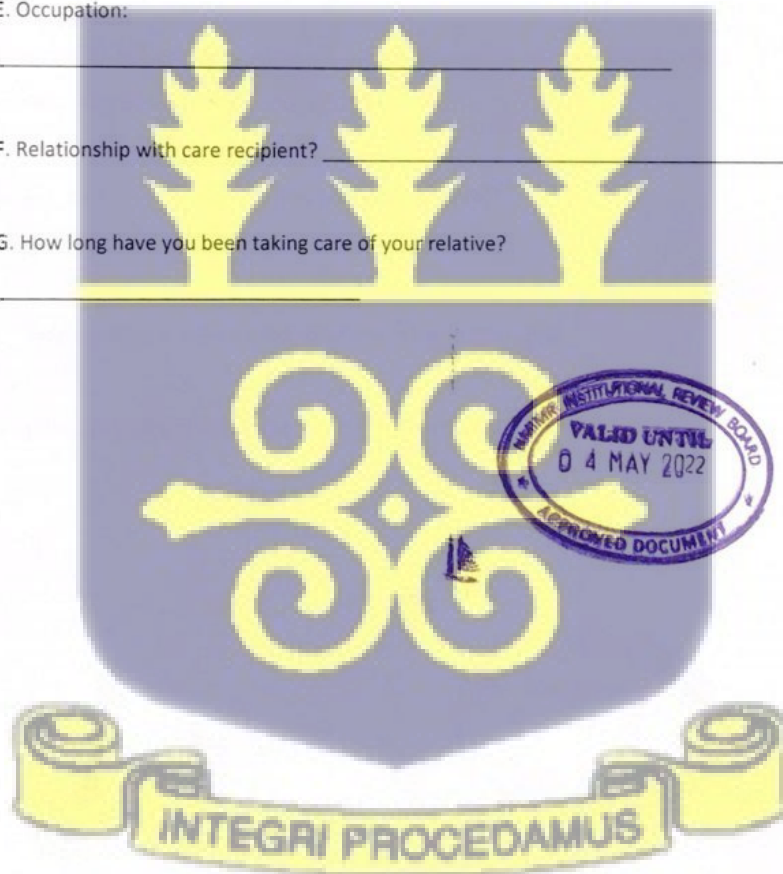 E. Occupation:
F. Relationship with care recipient?
G. How long have you been taking care of your relative?
INSTITUTIONAL REVIEW BOARD
VALID UNTIL
0 4 MAY 2022
APPROVED DOCUMENT
INTEGRI PROCEDAMUS